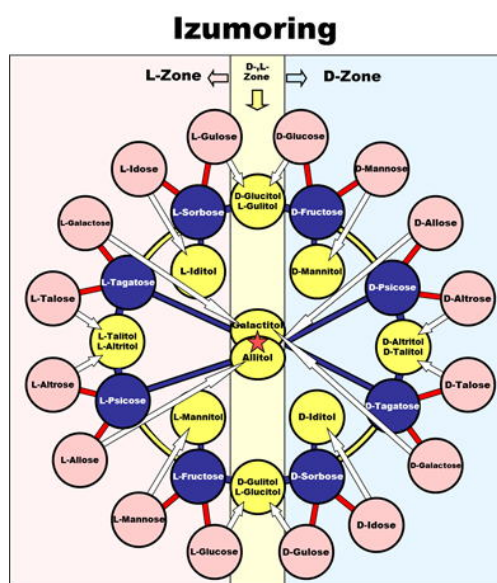 Izumoring
L-Zone
D-,L-
Zone
D-Zone
L-Gulose
D-Glucose
L-Idose
D-Mannose
L-Sorbose
D-Glucitol
L-Gulitol
D-Fructose
L-Galactose
D-Allose
L-Iditol
D-Mannitol
L-Tagatose
D-Psicose
L-Talose
D-Altrose
Galactitol
L-Talitol
L-Altritol
D-Altritol
D-Talitol
Allitol
L-Altrose
D-Talose
L-Psicose
D-Tagatose
L-Mannitol
D-Iditol
L-Allose
D-Galactose
L-Fructose
D-Gulitol
L-Glucitol
D-Sorbose
L-Mannose
D-Idose
L-Glucose
D-Gulose